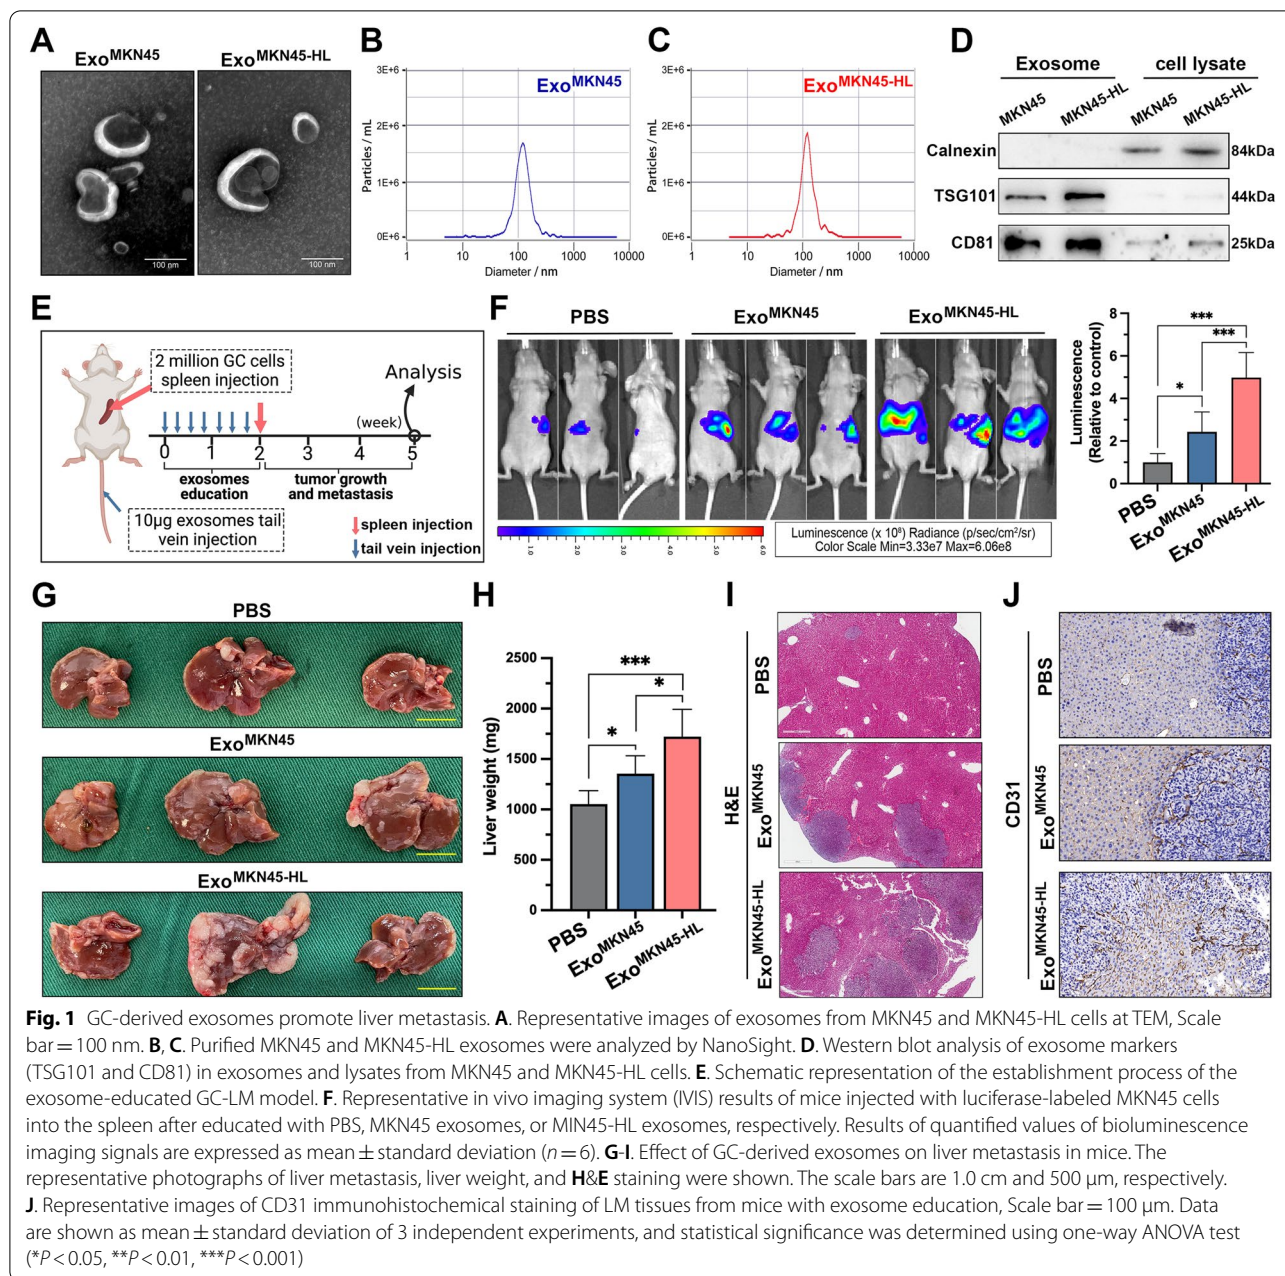 A
Exo^MKN45
Exo^MKN45-HL
100 nm
100 nm
B
Exo^MKN45
3E+6
2E+6
1E+6
0E+6
Particles / mL
1 10 100 1000 10000
Diameter / nm
C
Exo^MKN45-HL
3E+6
2E+6
1E+6
0E+6
Particles / mL
1 10 100 1000 10000
Diameter / nm
D
Exosome cell lysate
MKN45 MKN45-HL MKN45 MKN45-HL
Calnexin 84kDa
TSG101 44kDa
CD81 25kDa
E
2 million GC cells
spleen injection
Analysis
(week)
0 1 2 3 4 5
exosomes
education
tumor growth
and metastasis
10μg exosomes tail
vein injection
spleen injection
tail vein injection
F
PBS Exo^MKN45 Exo^MKN45-HL
1.0 2.0 3.0 4.0 5.0 6.0
Luminescence (x 10⁸) Radiance (p/sec/cm²/sr)
Color Scale Min=3.33e7 Max=6.06e8
Luminescence
(Relative to control)
8
6
4
2
0
***
***
*
PBS
Exo^MKN45
Exo^MKN45-HL
G
PBS
Exo^MKN45
Exo^MKN45-HL
H
Liver weight (mg)
2500
2000
1500
1000
500
0
***
*
*
PBS
Exo^MKN45
Exo^MKN45-HL
I
H&E
PBS
Exo^MKN45
Exo^MKN45-HL
J
CD31
PBS
Exo^MKN45
Exo^MKN45-HL
Fig. 1 GC-derived exosomes promote liver metastasis. A. Representative images of exosomes from MKN45 and MKN45-HL cells at TEM, Scale
bar = 100 nm. B, C. Purified MKN45 and MKN45-HL exosomes were analyzed by NanoSight. D. Western blot analysis of exosome markers
(TSG101 and CD81) in exosomes and lysates from MKN45 and MKN45-HL cells. E. Schematic representation of the establishment process of the
exosome-educated GC-LM model. F. Representative in vivo imaging system (IVIS) results of mice injected with luciferase-labeled MKN45 cells
into the spleen after educated with PBS, MKN45 exosomes, or MIN45-HL exosomes, respectively. Results of quantified values of bioluminescence
imaging signals are expressed as mean ± standard deviation (n = 6). G-I. Effect of GC-derived exosomes on liver metastasis in mice. The
representative photographs of liver metastasis, liver weight, and H&E staining were shown. The scale bars are 1.0 cm and 500 μm, respectively.
J. Representative images of CD31 immunohistochemical staining of LM tissues from mice with exosome education, Scale bar = 100 μm. Data
are shown as mean ± standard deviation of 3 independent experiments, and statistical significance was determined using one-way ANOVA test
(*P < 0.05, **P < 0.01, ***P < 0.001)